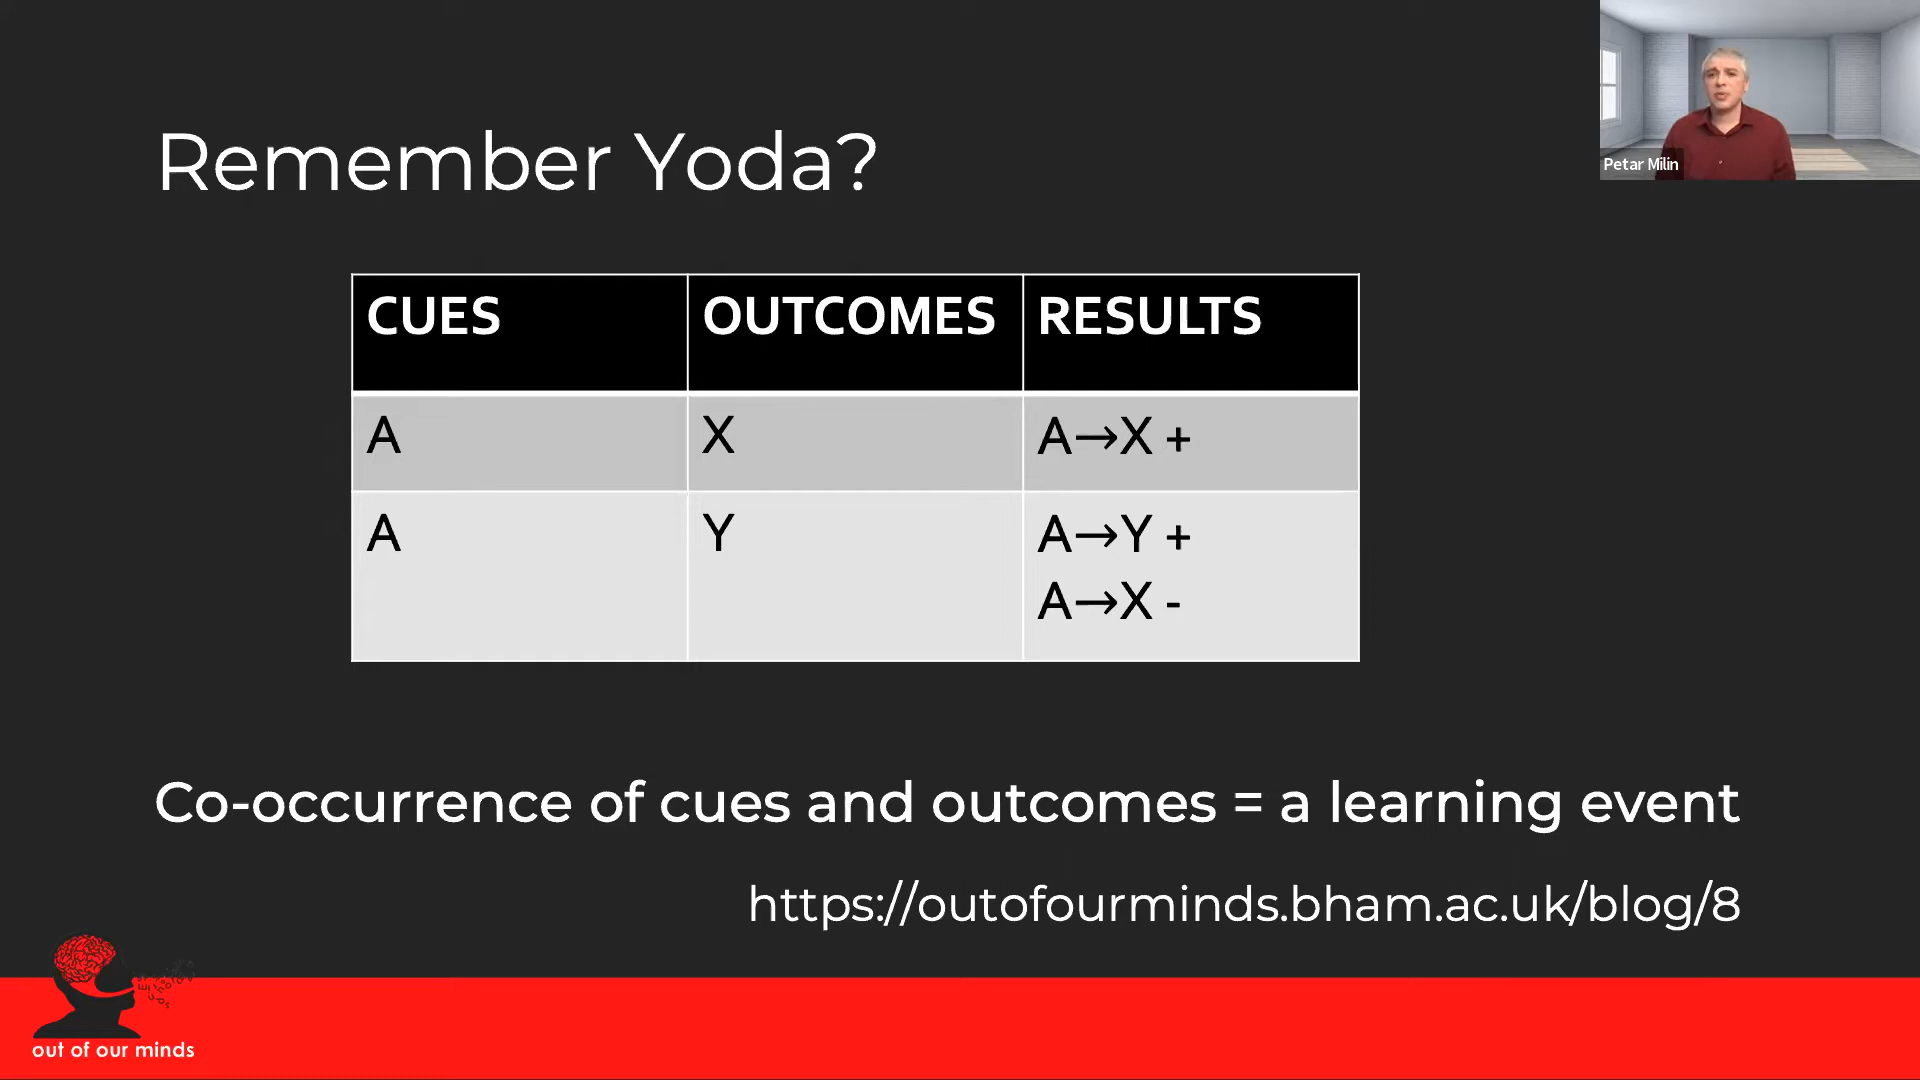 Petar Milin
Remember Yoda?
CUES OUTCOMES RESULTS
A X A→X +
A Y A→Y +
A→X -
Co-occurrence of cues and outcomes = a learning event
https://outofourminds.bham.ac.uk/blog/8
out of our minds